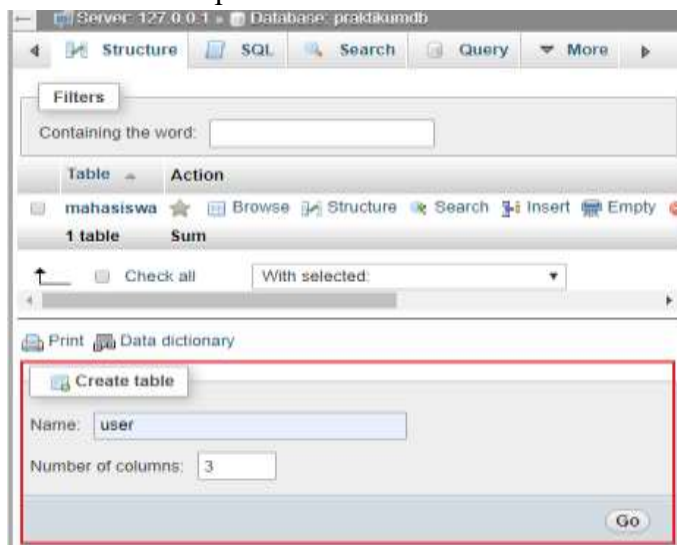 Server: 127.0.0.1 » Database: praktikumdb
Structure SQL Search Query More
Filters
Containing the word:
Table Action
mahasiswa Browse Structure Search Insert Empty
1 table Sum
Check all With selected:
Print Data dictionary
Create table
Name: user
Number of columns: 3
Go